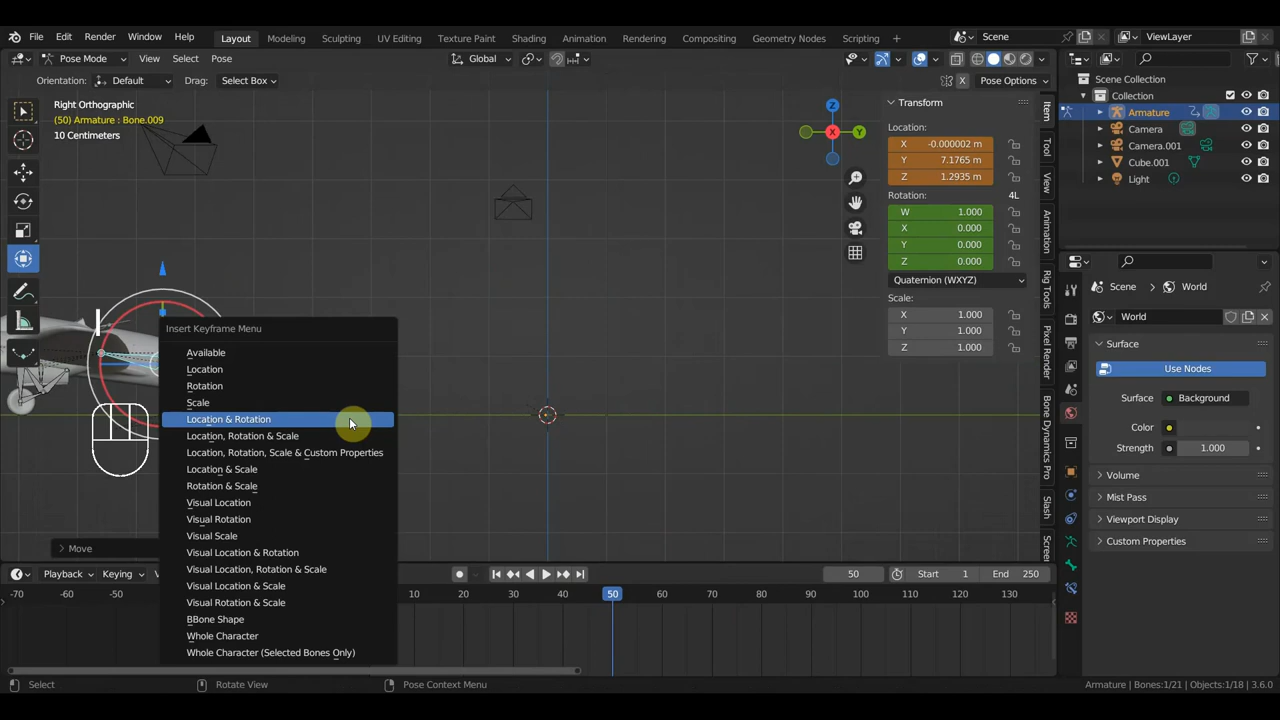 File Edit Render Window Help Layout Modeling Sculpting UV Editing Texture Paint Shading Animation Rendering Compositing Geometry Nodes Scripting + Scene ViewLayer
Pose Mode View Select Pose Global
Orientation: Default Drag: Select Box X Pose Options
Right Orthographic
(50) Armature : Bone.009
10 Centimeters
Z
X
Y
Transform
Location:
X -0.000002 m
Y 7.1765 m
Z 1.2935 m
Rotation: 4L
W 1.000
X 0.000
Y 0.000
Z 0.000
Quaternion (WXYZ)
Scale:
X 1.000
Y 1.000
Z 1.000
Item
Tool
View
Animation
Rig Tools
Pixel Render
Bone Dynamics Pro
Slash
Screen
Scene Collection
Collection
Armature
Camera
Camera.001
Cube.001
Light
Scene World
World
Surface
Use Nodes
Surface Background
Color
Strength 1.000
Volume
Mist Pass
Viewport Display
Custom Properties
I
Insert Keyframe Menu
Available
Location
Rotation
Scale
Location & Rotation
Location, Rotation & Scale
Location, Rotation, Scale & Custom Properties
Location & Scale
Rotation & Scale
Visual Location
Visual Rotation
Visual Scale
Visual Location & Rotation
Visual Location, Rotation & Scale
Visual Location & Scale
Visual Rotation & Scale
BBone Shape
Whole Character
Whole Character (Selected Bones Only)
Move
Playback Keying 50 Start 1 End 250
-70 -60 -50 10 20 30 40 50 60 70 80 90 100 110 120 130
Select Rotate View Pose Context Menu Armature | Bones:1/21 | Objects:1/18 | 3.6.0